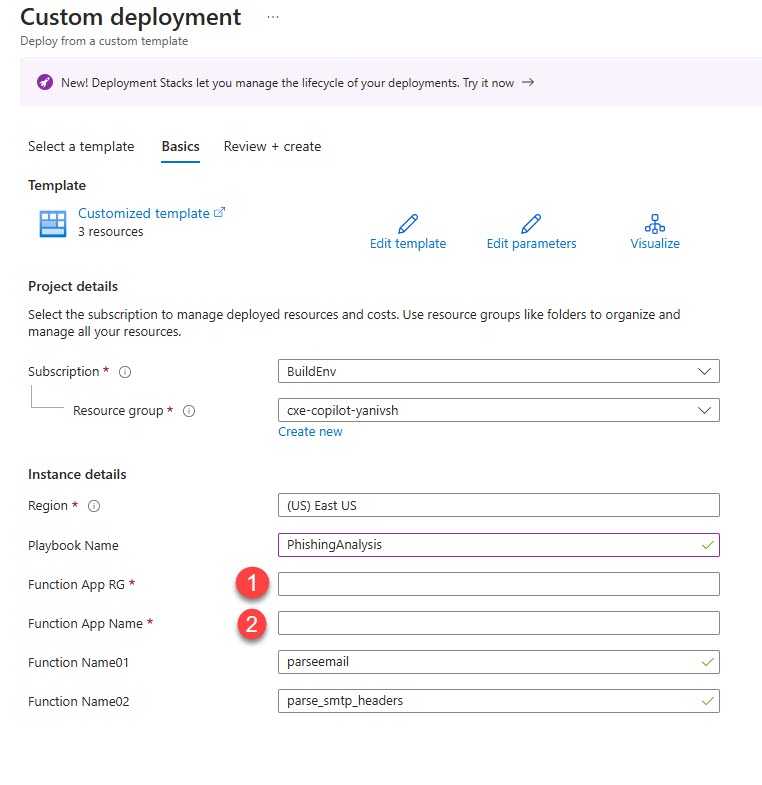 Custom deployment ...
Deploy from a custom template
New! Deployment Stacks let you manage the lifecycle of your deployments. Try it now →
Select a template Basics Review + create
Template
Customized template
3 resources
Edit template Edit parameters Visualize
Project details
Select the subscription to manage deployed resources and costs. Use resource groups like folders to organize and
manage all your resources.
Subscription * BuildEnv
Resource group * cxe-copilot-yanivsh
Create new
Instance details
Region * (US) East US
Playbook Name PhishingAnalysis
Function App RG * 1
Function App Name * 2
Function Name01 parseemail
Function Name02 parse_smtp_headers